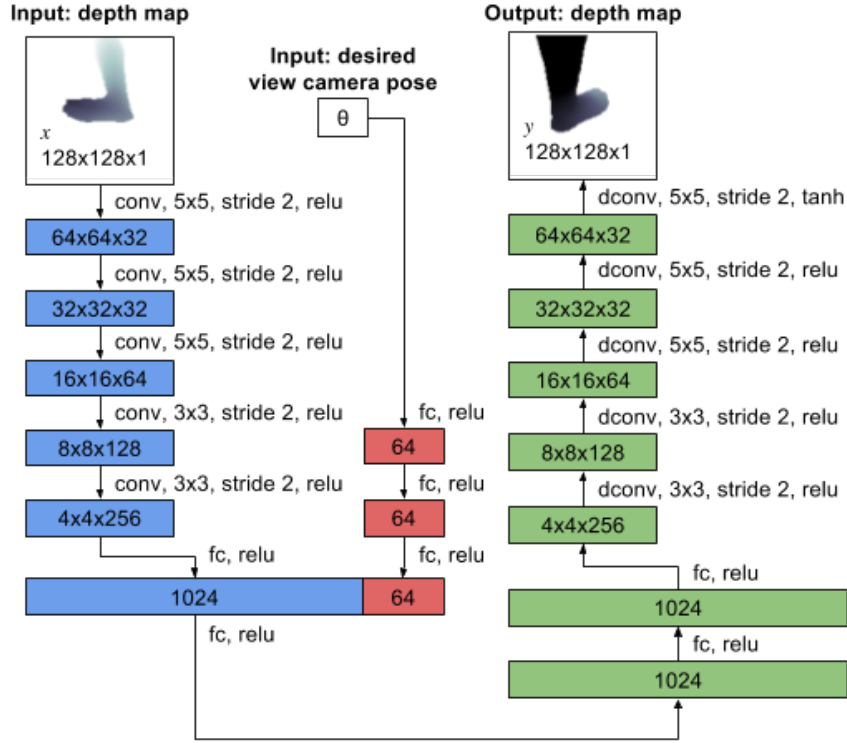 Input: depth map
x
128x128x1
conv, 5x5, stride 2, relu
64x64x32
conv, 5x5, stride 2, relu
32x32x32
conv, 5x5, stride 2, relu
16x16x64
conv, 3x3, stride 2, relu
8x8x128
conv, 3x3, stride 2, relu
4x4x256
fc, relu
1024
fc, relu
Input: desired
view camera pose
θ
fc, relu
64
fc, relu
64
fc, relu
64
Output: depth map
y
128x128x1
dconv, 5x5, stride 2, tanh
64x64x32
dconv, 5x5, stride 2, relu
32x32x32
dconv, 5x5, stride 2, relu
16x16x64
dconv, 3x3, stride 2, relu
8x8x128
dconv, 3x3, stride 2, relu
4x4x256
fc, relu
1024
fc, relu
1024